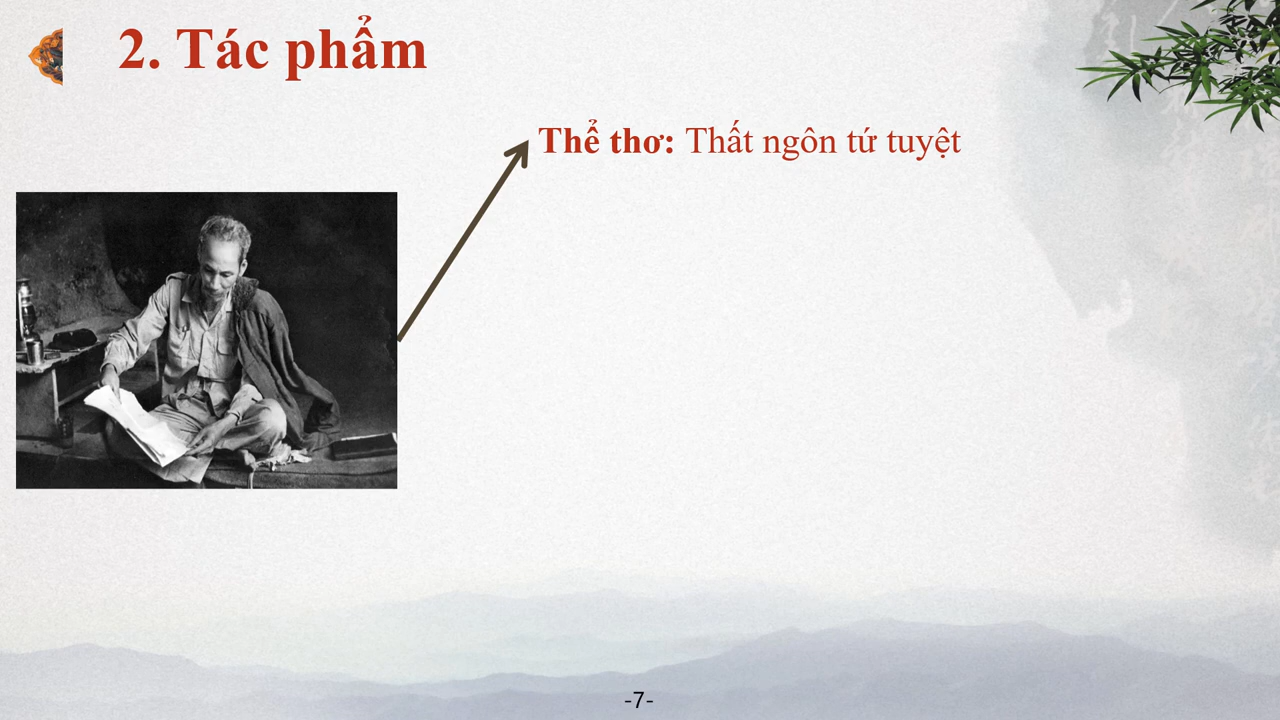 2. Tác phẩm
Thể thơ: Thất ngôn tứ tuyệt
-7-